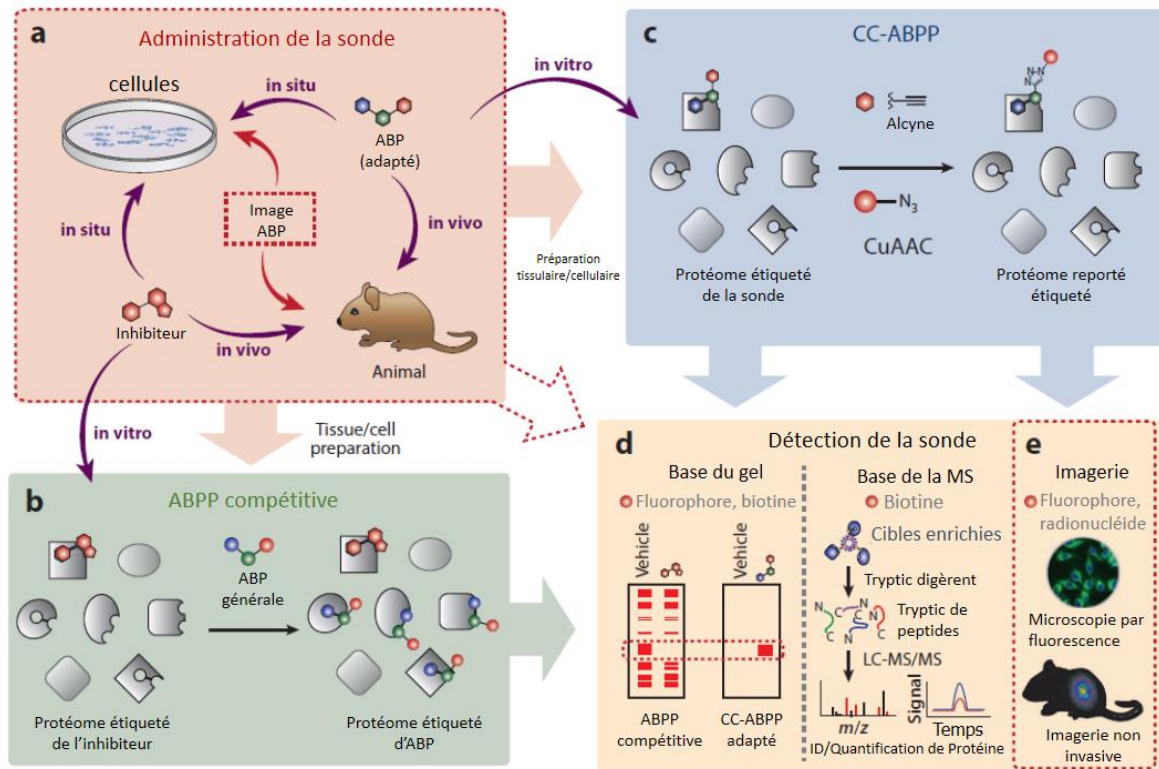 a
Administration de la sonde
cellules
in situ
ABP
(adapté)
in vitro
Image
ABP
in situ
in vivo
Inhibiteur
in vivo
Animal
in vitro
Préparation
tissulaire/cellulaire
Tissue/cell
preparation
b
ABPP compétitive
ABP
générale
Protéome étiqueté
de l'inhibiteur
Protéome étiqueté
d'ABP
c
CC-ABPP
Alcyne
N
N
N
N₃
CuAAC
Protéome étiqueté
de la sonde
Protéome reporté
étiqueté
d
Détection de la sonde
Base du gel
Fluorophore, biotine
Vehicle
Vehicle
ABPP
compétitive
CC-ABPP
adapté
Base de la MS
Biotine
Cibles enrichies
Tryptic digèrent
N
C
N
C
C
N
N
C
Tryptic de
peptides
LC-MS/MS
m/z
Signal
Temps
ID/Quantification de Protéine
e
Imagerie
Fluorophore,
radionucléide
Microscopie par
fluorescence
Imagerie non
invasive